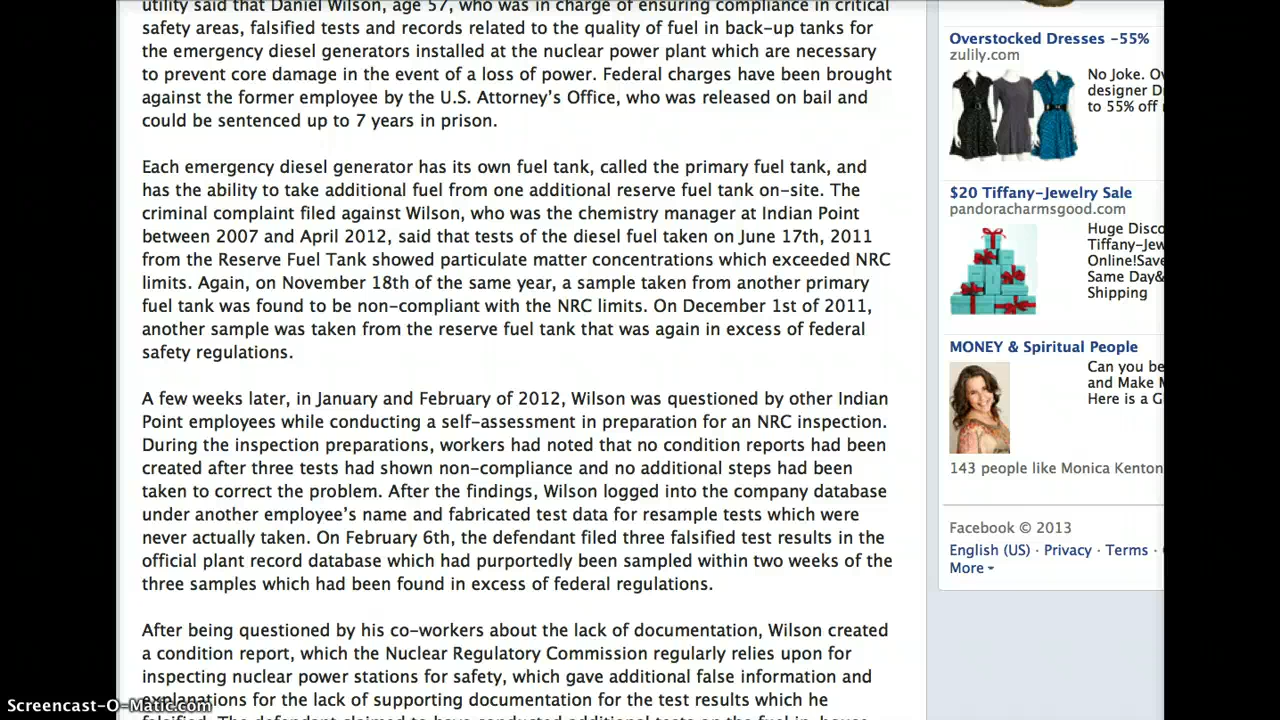 utility said that Daniel Wilson, age 57, who was in charge of ensuring compliance in critical
safety areas, falsified tests and records related to the quality of fuel in back-up tanks for
the emergency diesel generators installed at the nuclear power plant which are necessary
to prevent core damage in the event of a loss of power. Federal charges have been brought
against the former employee by the U.S. Attorney's Office, who was released on bail and
could be sentenced up to 7 years in prison.
Each emergency diesel generator has its own fuel tank, called the primary fuel tank, and
has the ability to take additional fuel from one additional reserve fuel tank on-site. The
criminal complaint filed against Wilson, who was the chemistry manager at Indian Point
between 2007 and April 2012, said that tests of the diesel fuel taken on June 17th, 2011
from the Reserve Fuel Tank showed particulate matter concentrations which exceeded NRC
limits. Again, on November 18th of the same year, a sample taken from another primary
fuel tank was found to be non-compliant with the NRC limits. On December 1st of 2011,
another sample was taken from the reserve fuel tank that was again in excess of federal
safety regulations.
A few weeks later, in January and February of 2012, Wilson was questioned by other Indian
Point employees while conducting a self-assessment in preparation for an NRC inspection.
During the inspection preparations, workers had noted that no condition reports had been
created after three tests had shown non-compliance and no additional steps had been
taken to correct the problem. After the findings, Wilson logged into the company database
under another employee's name and fabricated test data for resample tests which were
never actually taken. On February 6th, the defendant filed three falsified test results in the
official plant record database which had purportedly been sampled within two weeks of the
three samples which had been found in excess of federal regulations.
After being questioned by his co-workers about the lack of documentation, Wilson created
a condition report, which the Nuclear Regulatory Commission regularly relies upon for
inspecting nuclear power stations for safety, which gave additional false information and
explanations for the lack of supporting documentation for the test results which he
falsified. The defendant claimed to have conducted additional tests on the fuel in-house
Overstocked Dresses -55%
zulily.com
No Joke. Ov
designer D
to 55% off
$20 Tiffany-Jewelry Sale
pandoracharmsgood.com
Huge Disco
Tiffany-Jew
Online!Save
Same Day&
Shipping
MONEY & Spiritual People
Can you be
and Make M
Here is a G
143 people like Monica Kenton
Facebook © 2013
English (US) · Privacy · Terms ·
More
Screencast-O-Matic.com